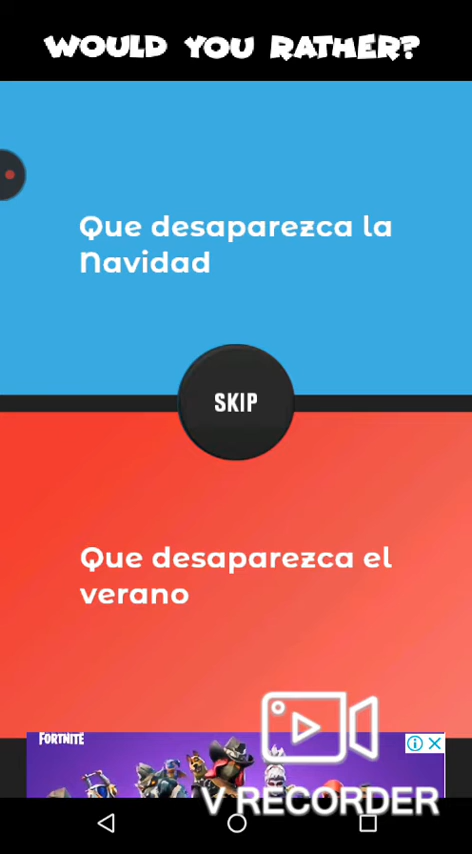 WOULD YOU RATHER?
Que desaparezca la
Navidad
SKIP
Que desaparezca el
verano
FORTNITE
V RECORDER